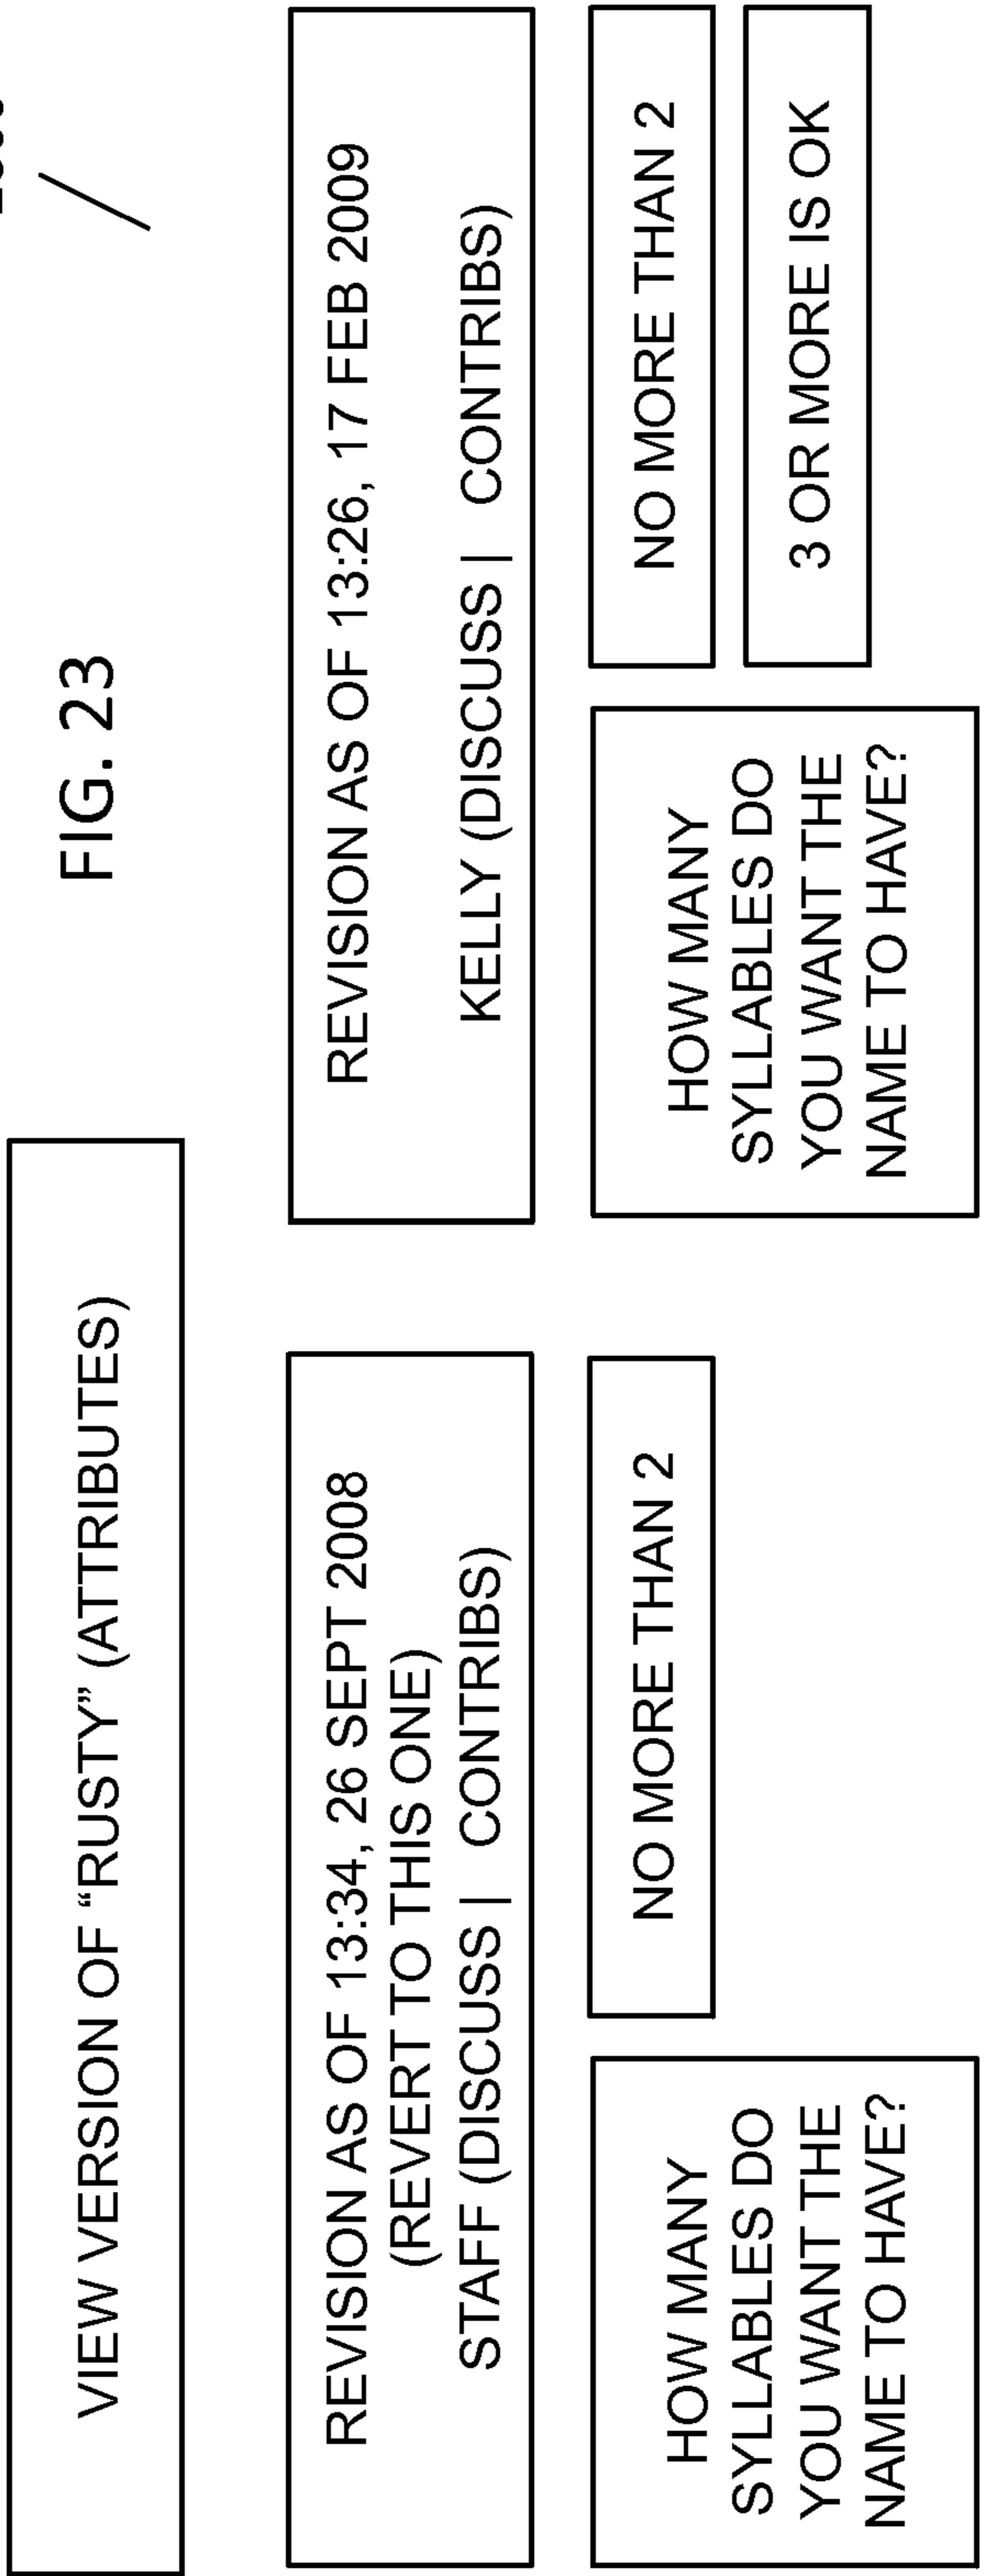 FIG. 23
VIEW VERSION OF “RUSTY” (ATTRIBUTES)
REVISION AS OF 13:34, 26 SEPT 2008
(REVERT TO THIS ONE)
STAFF (DISCUSS | CONTRIBS)
REVISION AS OF 13:26, 17 FEB 2009
KELLY (DISCUSS | CONTRIBS)
HOW MANY
SYLLABLES DO
YOU WANT THE
NAME TO HAVE?
NO MORE THAN 2
HOW MANY
SYLLABLES DO
YOU WANT THE
NAME TO HAVE?
NO MORE THAN 2
3 OR MORE IS OK